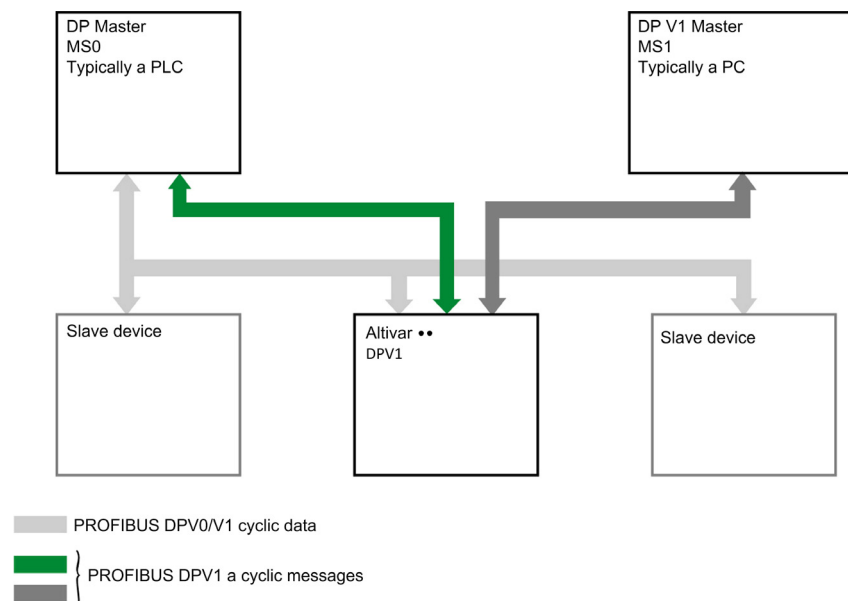 DP Master
MS0
Typically a PLC
DP V1 Master
MS1
Typically a PC
Slave device
Altivar ••
DPV1
Slave device
PROFIBUS DPV0/V1 cyclic data
PROFIBUS DPV1 a cyclic messages